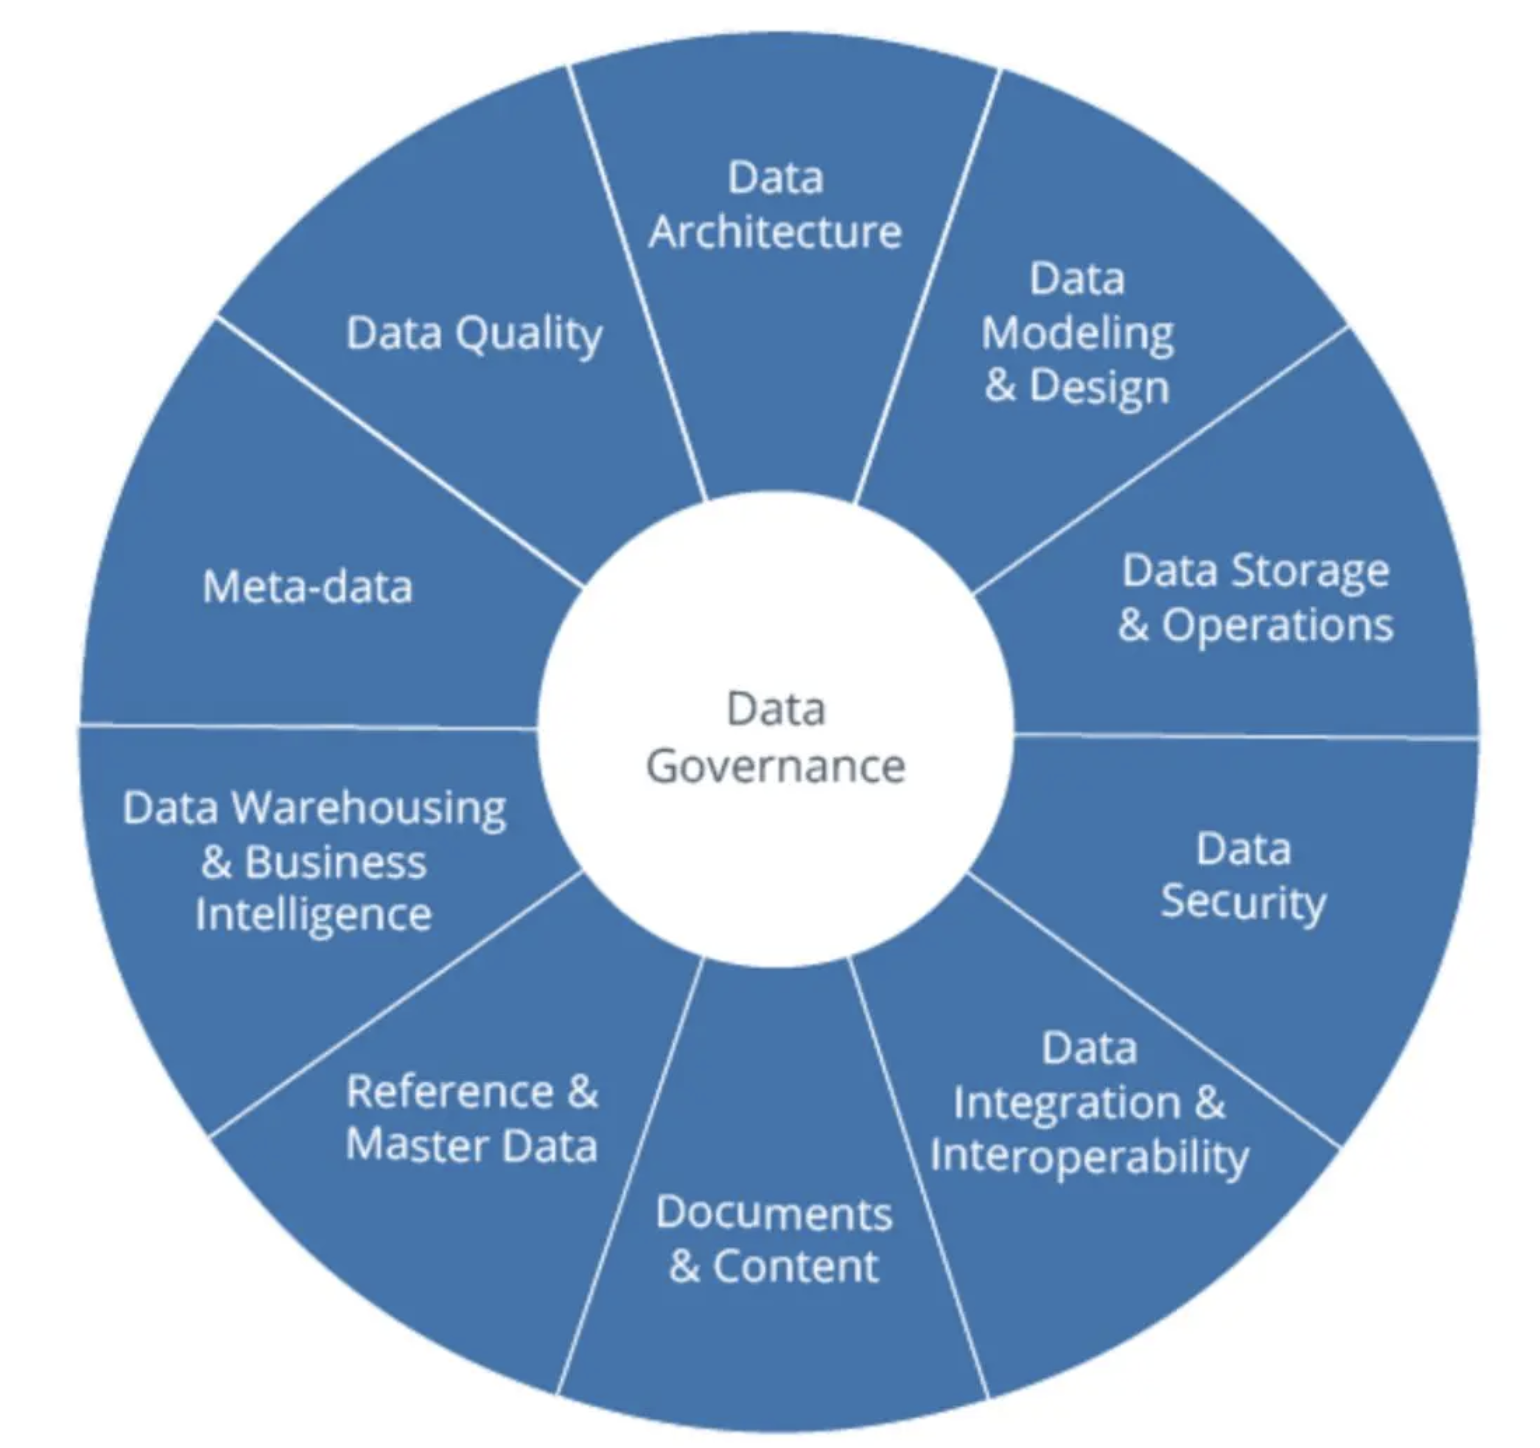 Data
Architecture
Data
Modeling
& Design
Data Storage
& Operations
Data
Security
Data
Integration &
Interoperability
Documents
& Content
Reference &
Master Data
Data Warehousing
& Business
Intelligence
Meta-data
Data Quality
Data
Governance